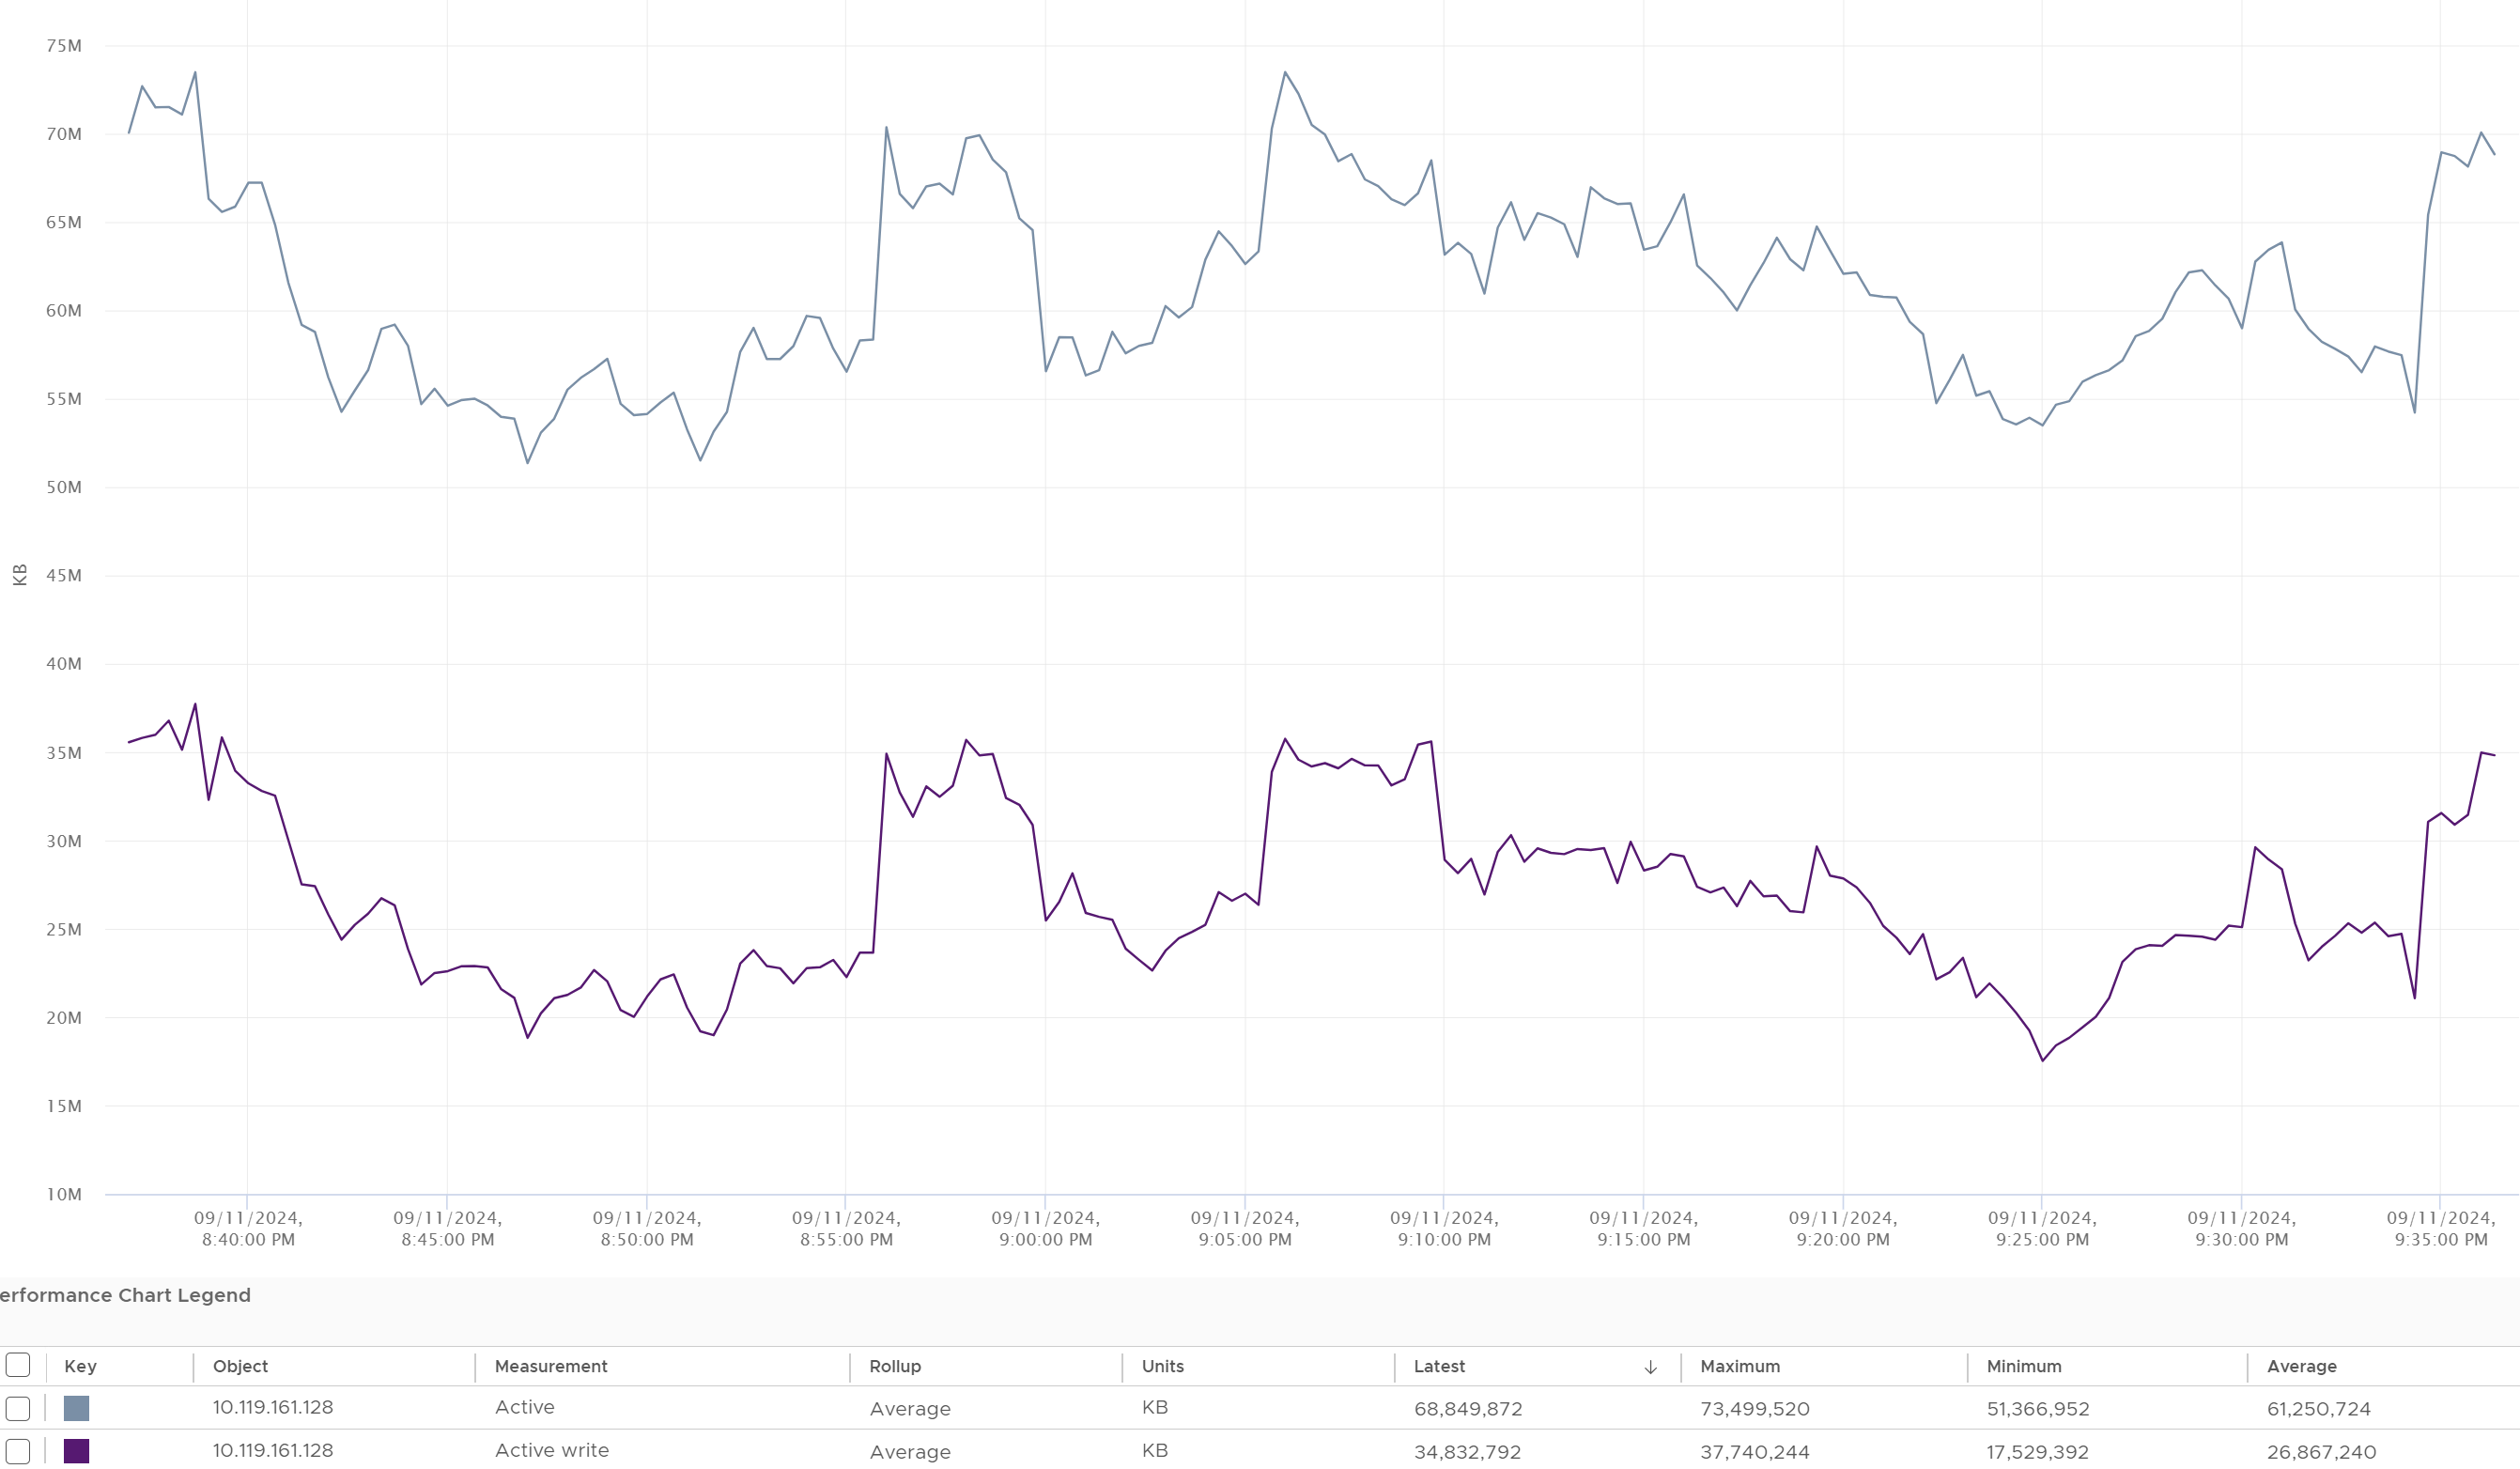 75M
70M
65M
60M
55M
50M
KB
45M
40M
35M
30M
25M
20M
15M
10M
09/11/2024, 09/11/2024, 09/11/2024, 09/11/2024, 09/11/2024, 09/11/2024, 09/11/2024, 09/11/2024, 09/11/2024, 09/11/2024, 09/11/2024, 09/11/2024,
8:40:00 PM 8:45:00 PM 8:50:00 PM 8:55:00 PM 9:00:00 PM 9:05:00 PM 9:10:00 PM 9:15:00 PM 9:20:00 PM 9:25:00 PM 9:30:00 PM 9:35:00 PM
erformance Chart Legend
Key Object Measurement Rollup Units Latest Maximum Minimum Average
10.119.161.128 Active Average KB 68,849,872 73,499,520 51,366,952 61,250,724
10.119.161.128 Active write Average KB 34,832,792 37,740,244 17,529,392 26,867,240